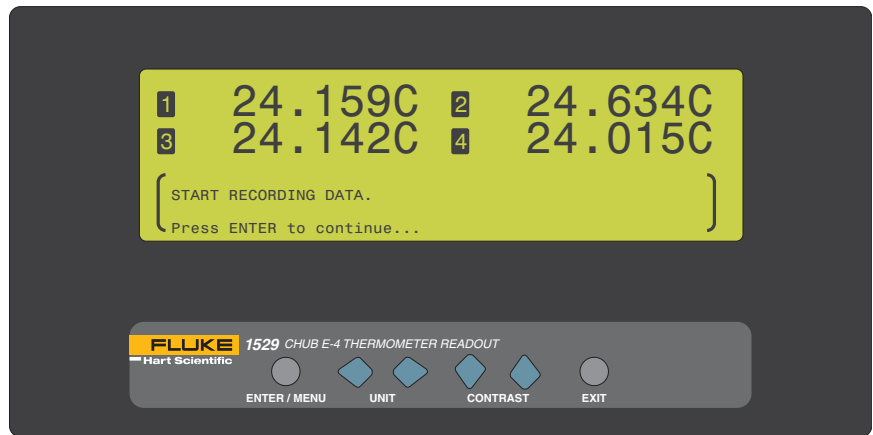 1 24.159C 2 24.634C
3 24.142C 4 24.015C
START RECORDING DATA.
Press ENTER to continue...
FLUKE 1529 CHUB E-4 THERMOMETER READOUT
Hart Scientific
ENTER / MENU UNIT CONTRAST EXIT